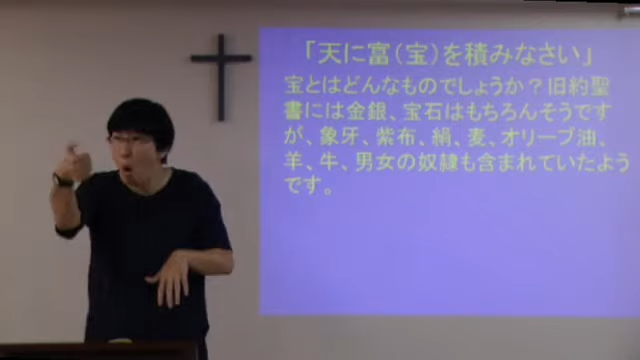 「天に富(宝)を積みなさい」
宝とはどんなものでしょうか?旧約聖
書には金銀、宝石はもちろんそうです
が、象牙、紫布、絹、麦、オリーブ油、
羊、牛、男女の奴隷も含まれていたよう
です。